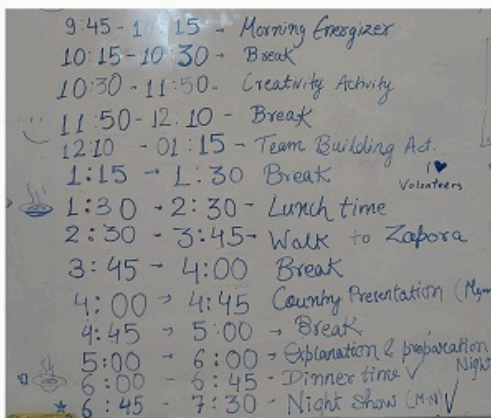 9:45 - 10:15 - Morning Energizer
10:15 - 10:30 - Break
10:30 - 11:50 - Creativity Activity
11:50 - 12:10 - Break
12:10 - 01:15 - Team Building Act.
1:15 - 1:30 Break
I ♥
Volunteers
1:30 - 2:30 - Lunch time
2:30 - 3:45 - Walk to Zapora
3:45 - 4:00 Break
4:00 - 4:45 Country Presentation
4:45 - 5:00 - Break
5:00 - 6:00 - Explanation & preparation
Night
6:00 - 6:45 - Dinner time ✓
* 6:45 - 7:30 - Night Show (M.N) ✓